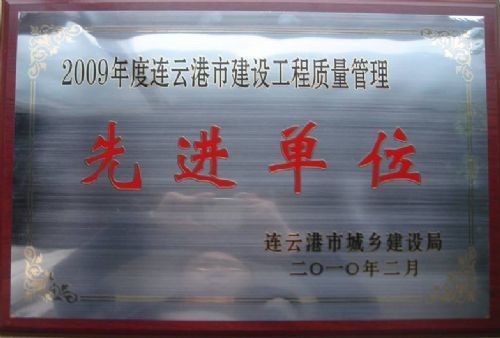 2009年度连云港市建设工程质量管理
先进单位
连云港市城乡建设局
二〇一〇年二月